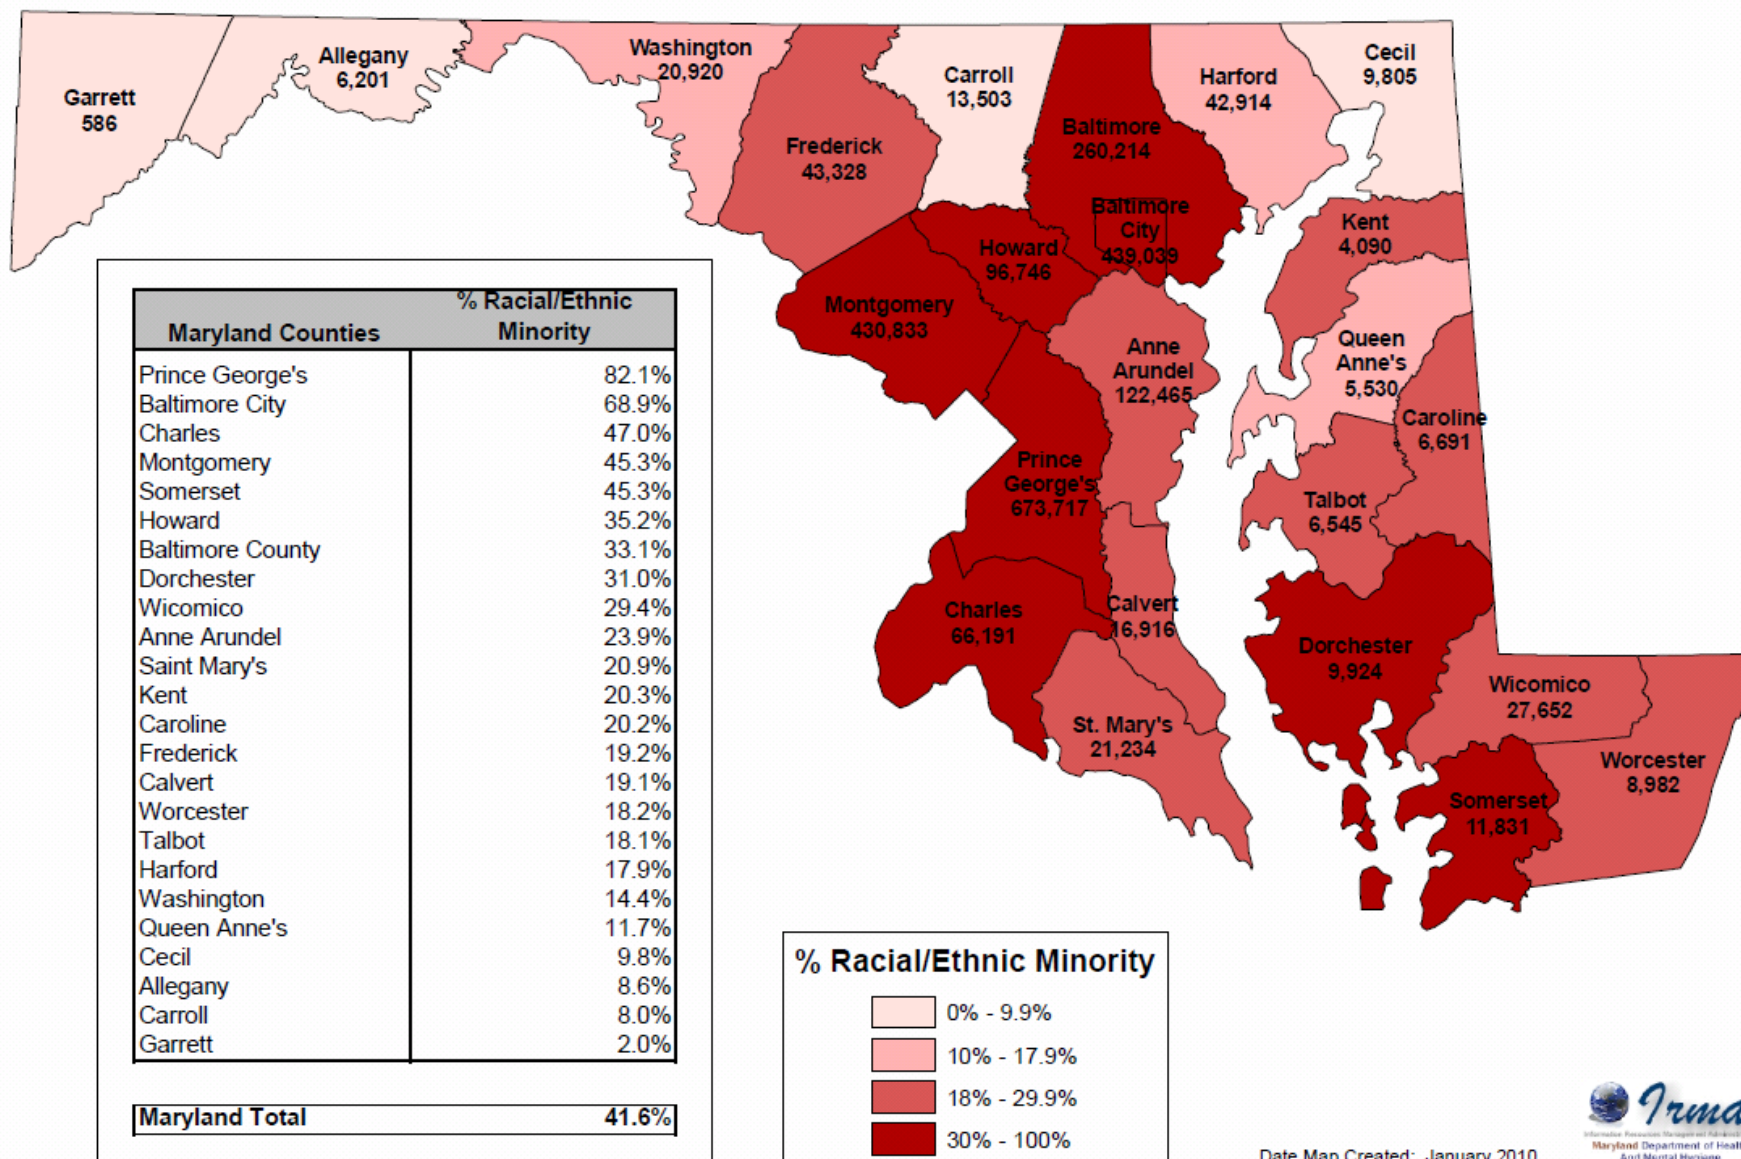 Garrett
586
Allegany
6,201
Washington
20,920
Frederick
43,328
Carroll
13,503
Baltimore
260,214
Baltimore
City
439,039
Harford
42,914
Cecil
9,805
Howard
96,746
Montgomery
430,833
Kent
4,090
Queen
Anne's
5,530
Anne
Arundel
122,465
Caroline
6,691
Prince
George's
673,717
Talbot
6,545
Charles
66,191
Calvert
16,916
Dorchester
9,924
St. Mary's
21,234
Wicomico
27,652
Worcester
8,982
Somerset
11,831
Maryland Counties % Racial/Ethnic Minority
Prince George's 82.1%
Baltimore City 68.9%
Charles 47.0%
Montgomery 45.3%
Somerset 45.3%
Howard 35.2%
Baltimore County 33.1%
Dorchester 31.0%
Wicomico 29.4%
Anne Arundel 23.9%
Saint Mary's 20.9%
Kent 20.3%
Caroline 20.2%
Frederick 19.2%
Calvert 19.1%
Worcester 18.2%
Talbot 18.1%
Harford 17.9%
Washington 14.4%
Queen Anne's 11.7%
Cecil 9.8%
Allegany 8.6%
Carroll 8.0%
Garrett 2.0%
Maryland Total 41.6%
% Racial/Ethnic Minority
0% - 9.9%
10% - 17.9%
18% - 29.9%
30% - 100%
Date Map Created: January 2010
Irma
Maryland Department of Healt
And Mental Hygiene